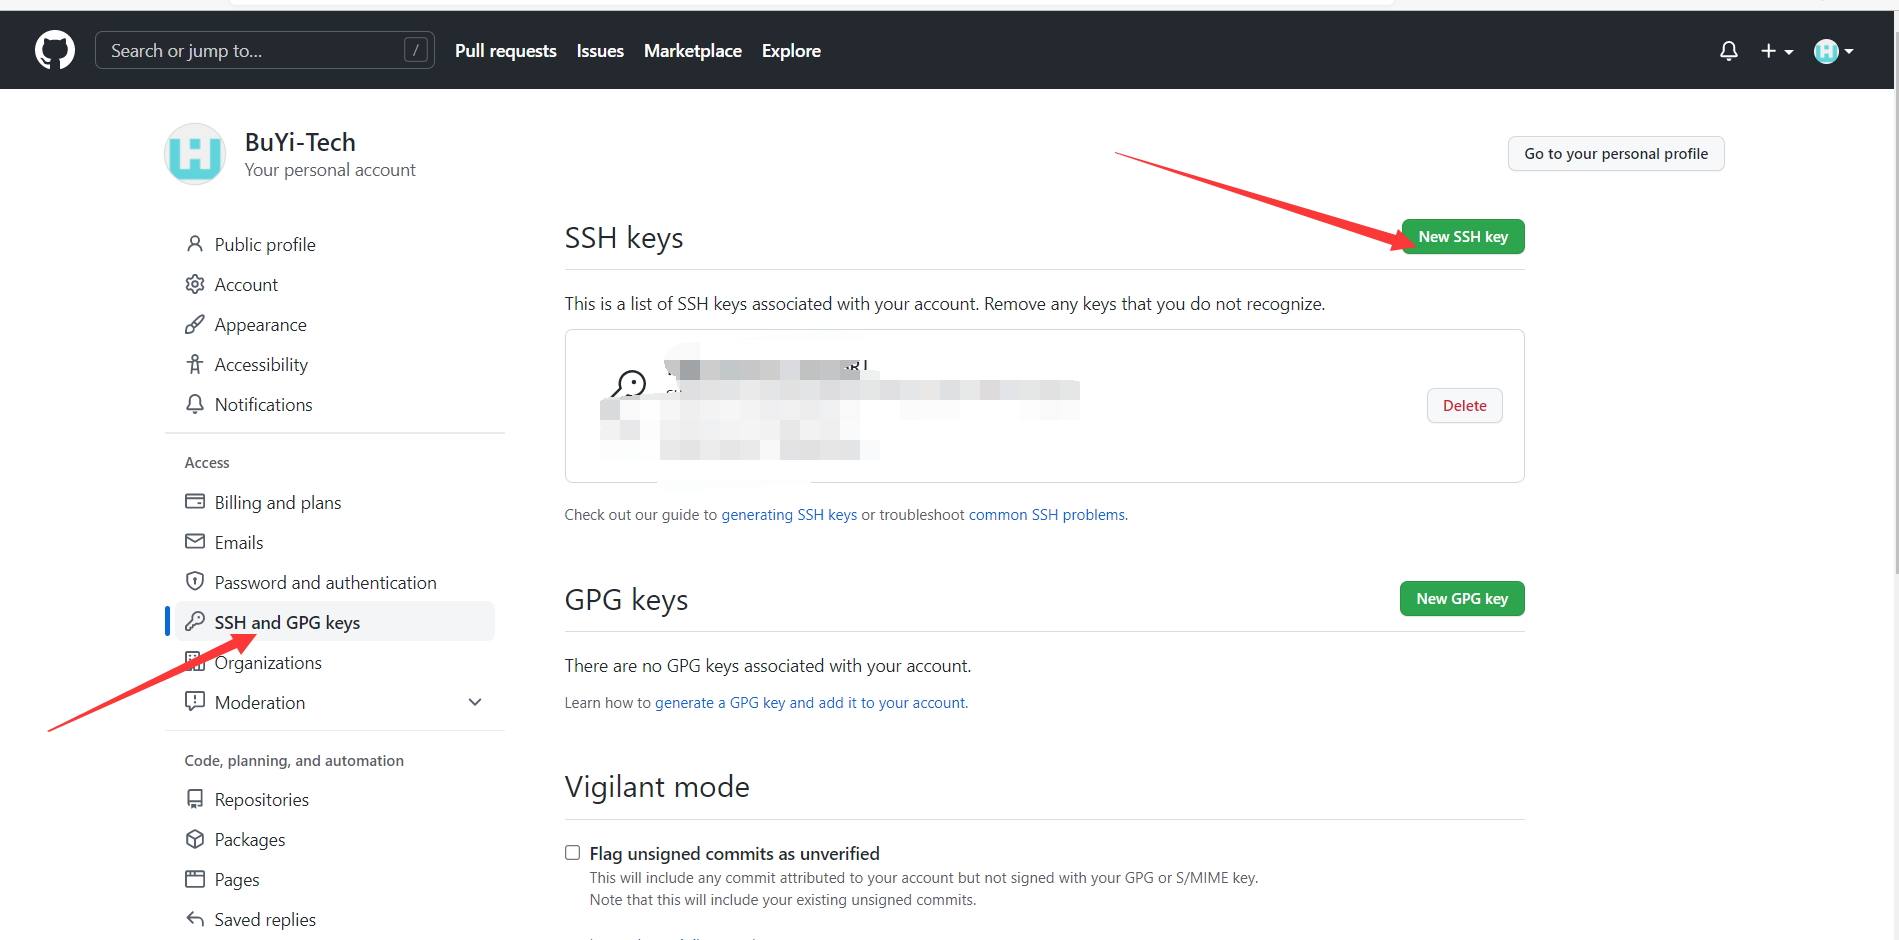 Search or jump to...
/
Pull requests
Issues
Marketplace
Explore
BuYi-Tech
Your personal account
Go to your personal profile
Public profile
Account
Appearance
Accessibility
Notifications
Access
Billing and plans
Emails
Password and authentication
SSH and GPG keys
Organizations
Moderation
Code, planning, and automation
Repositories
Packages
Pages
Saved replies
SSH keys
New SSH key
This is a list of SSH keys associated with your account. Remove any keys that you do not recognize.
Delete
Check out our guide to generating SSH keys or troubleshoot common SSH problems.
GPG keys
New GPG key
There are no GPG keys associated with your account.
Learn how to generate a GPG key and add it to your account.
Vigilant mode
Flag unsigned commits as unverified
This will include any commit attributed to your account but not signed with your GPG or S/MIME key.
Note that this will include your existing unsigned commits.